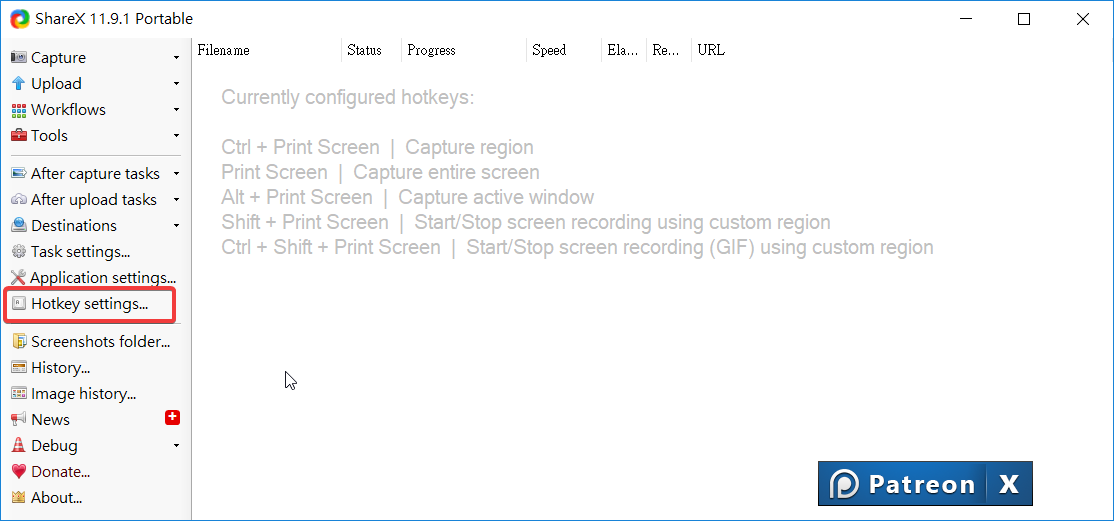 ShareX 11.9.1 Portable
Capture
Upload
Workflows
Tools
After capture tasks
After upload tasks
Destinations
Task settings...
Application settings...
Hotkey settings...
Screenshots folder...
History...
Image history...
News
Debug
Donate...
About...
Filename Status Progress Speed Ela... Re... URL
Currently configured hotkeys:
Ctrl + Print Screen | Capture region
Print Screen | Capture entire screen
Alt + Print Screen | Capture active window
Shift + Print Screen | Start/Stop screen recording using custom region
Ctrl + Shift + Print Screen | Start/Stop screen recording (GIF) using custom region
Patreon X